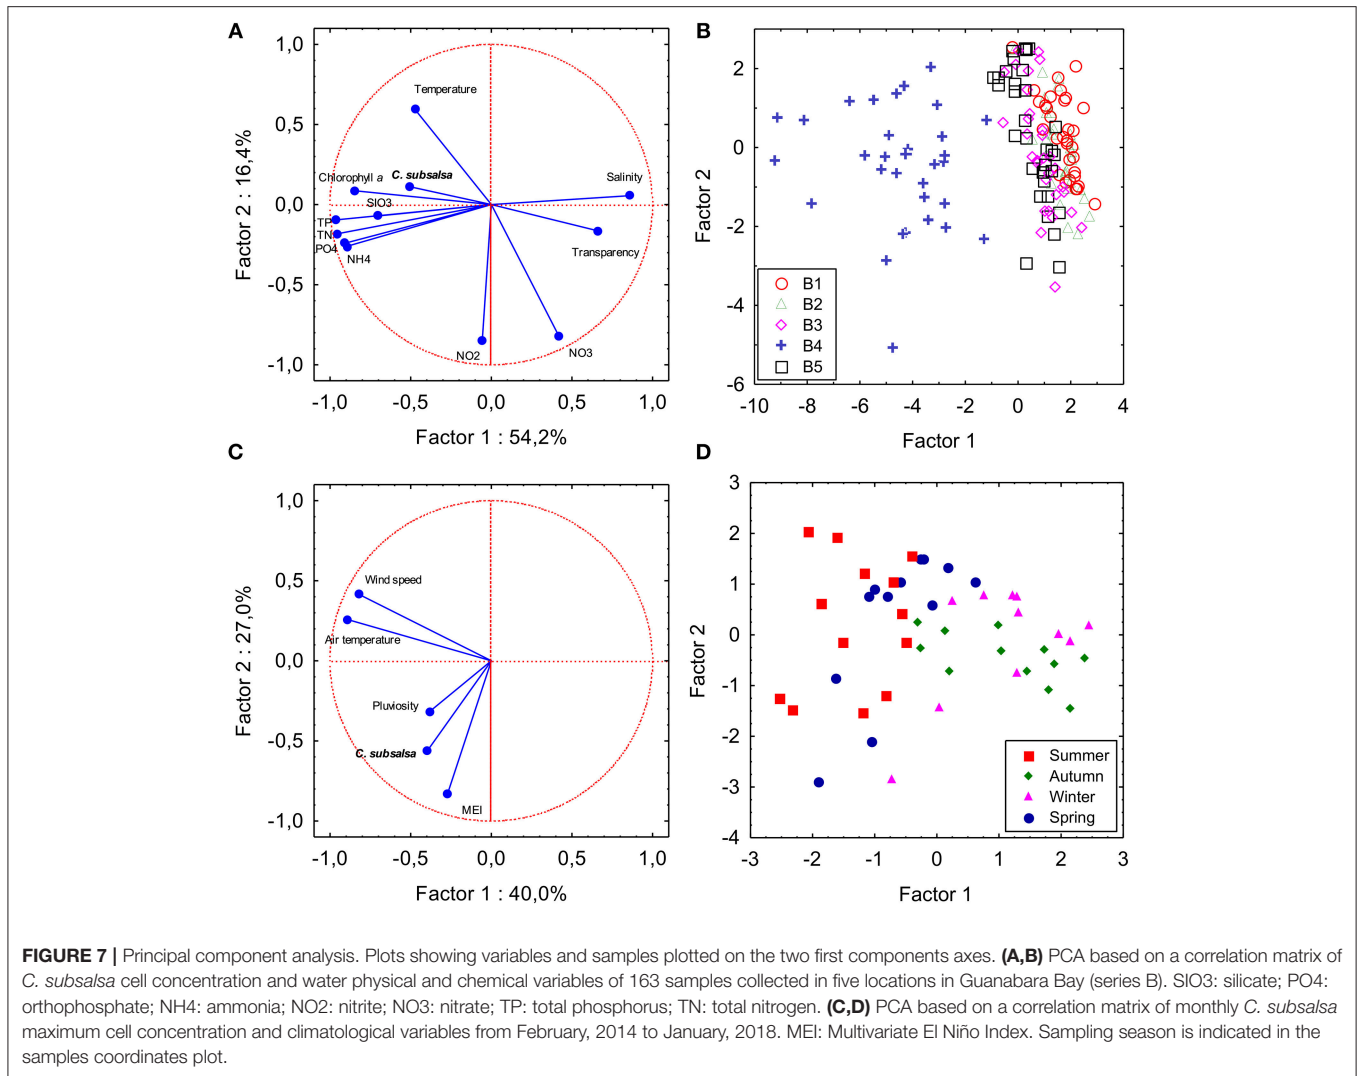 A
1,0
0,5
0,0
-0,5
-1,0
Factor 2 : 16,4%
Temperature
Chlorophyll a
C. subsalsa
SIO3
TP
TN
PO4
NH4
Salinity
Transparency
NO2
NO3
-1,0 -0,5 0,0 0,5 1,0
Factor 1 : 54,2%
B
2
0
-2
-4
-6
Factor 2
B1
B2
B3
B4
B5
-10 -8 -6 -4 -2 0 2 4
Factor 1
C
1,0
0,5
0,0
-0,5
-1,0
Factor 2 : 27,0%
Wind speed
Air temperature
Pluviosity
C. subsalsa
MEI
-1,0 -0,5 0,0 0,5 1,0
Factor 1 : 40,0%
D
3
2
1
0
-1
-2
-3
-4
Factor 2
Summer
Autumn
Winter
Spring
-3 -2 -1 0 1 2 3
Factor 1
FIGURE 7 | Principal component analysis. Plots showing variables and samples plotted on the two first components axes. (A,B) PCA based on a correlation matrix of
C. subsalsa cell concentration and water physical and chemical variables of 163 samples collected in five locations in Guanabara Bay (series B). SIO3: silicate; PO4:
orthophosphate; NH4: ammonia; NO2: nitrite; NO3: nitrate; TP: total phosphorus; TN: total nitrogen. (C,D) PCA based on a correlation matrix of monthly C. subsalsa
maximum cell concentration and climatological variables from February, 2014 to January, 2018. MEI: Multivariate El Niño Index. Sampling season is indicated in the
samples coordinates plot.